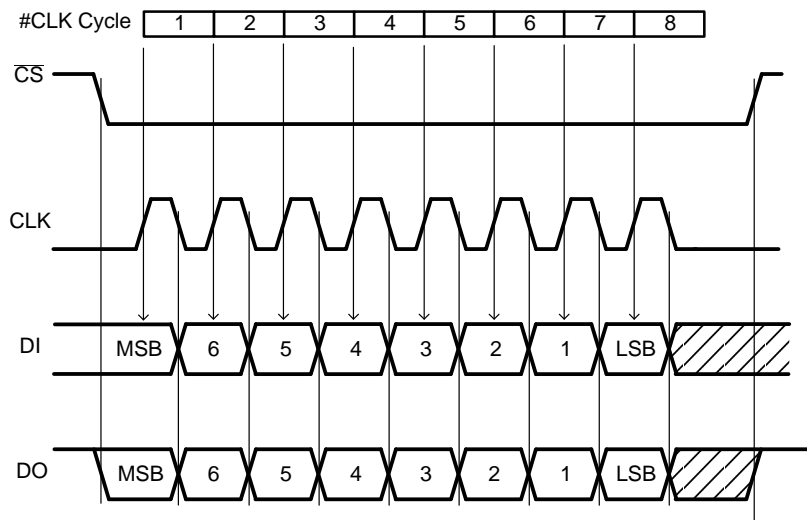 #CLK Cycle 1 2 3 4 5 6 7 8
C̅S̅
CLK
DI MSB 6 5 4 3 2 1 LSB
DO MSB 6 5 4 3 2 1 LSB